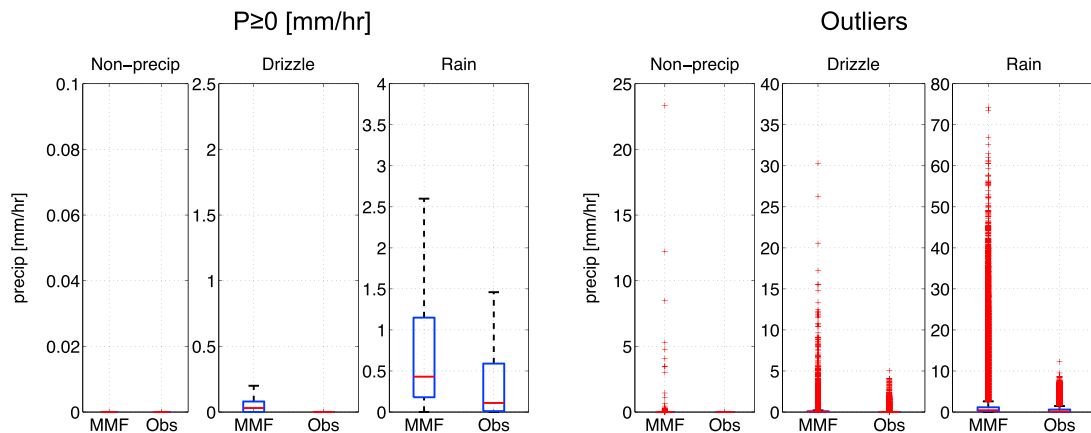 P≥0 [mm/hr]
Outliers
Non−precip
Drizzle
Rain
Non−precip
Drizzle
Rain
precip [mm/hr]
0.1
0.08
0.06
0.04
0.02
0
MMF Obs
2.5
2
1.5
1
0.5
0
MMF Obs
4
3.5
3
2.5
2
1.5
1
0.5
0
MMF Obs
precip [mm/hr]
25
20
15
10
5
0
MMF Obs
40
35
30
25
20
15
10
5
0
MMF Obs
80
70
60
50
40
30
20
10
0
MMF Obs